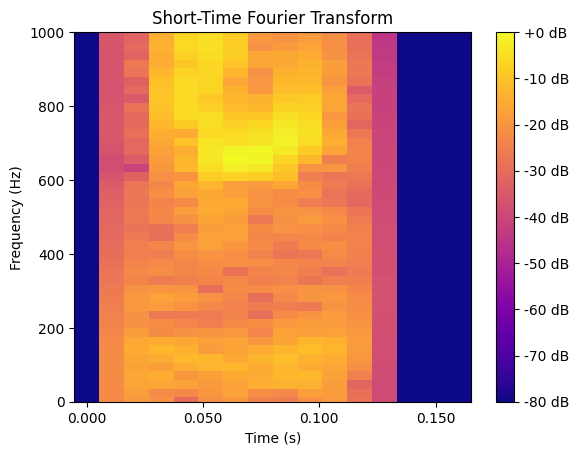 Short-Time Fourier Transform
1000
800
600
400
200
0
Frequency (Hz)
0.000
0.050
0.100
0.150
Time (s)
+0 dB
-10 dB
-20 dB
-30 dB
-40 dB
-50 dB
-60 dB
-70 dB
-80 dB